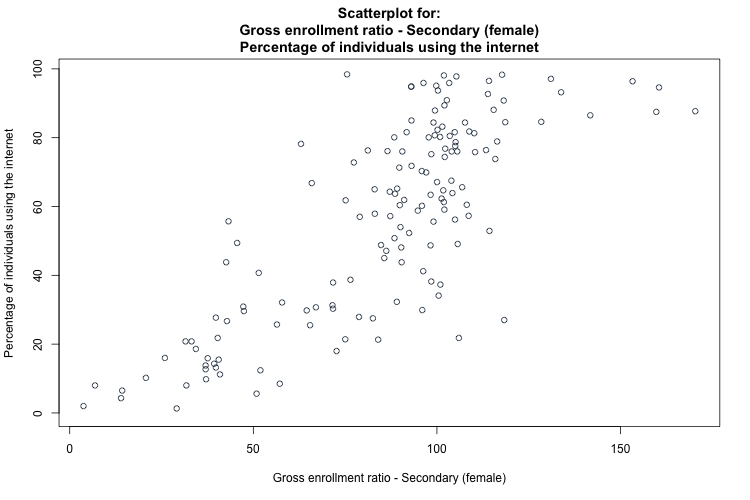 Scatterplot for:
Gross enrollment ratio - Secondary (female)
Percentage of individuals using the internet
Percentage of individuals using the internet
100
80
60
40
20
0
0 50 100 150
Gross enrollment ratio - Secondary (female)